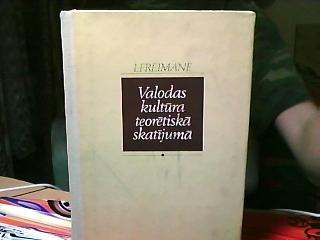 I.FREIMANE
Valodas
kultūra
teorētiskā
skatījumā